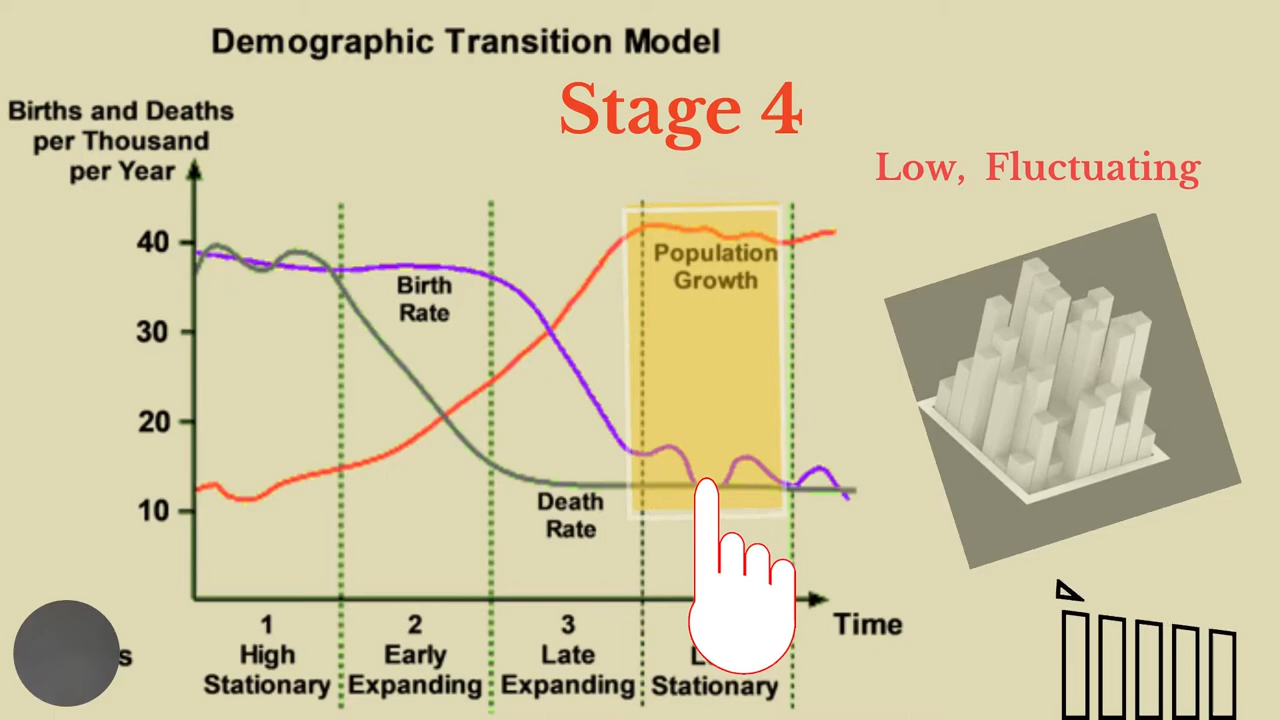 Demographic Transition Model
Stage 4
Low, Fluctuating
Births and Deaths
per Thousand
per Year
40
30
20
10
Population
Growth
Birth
Rate
Death
Rate
Time
1
High
Stationary
2
Early
Expanding
3
Late
Expanding
Stationary